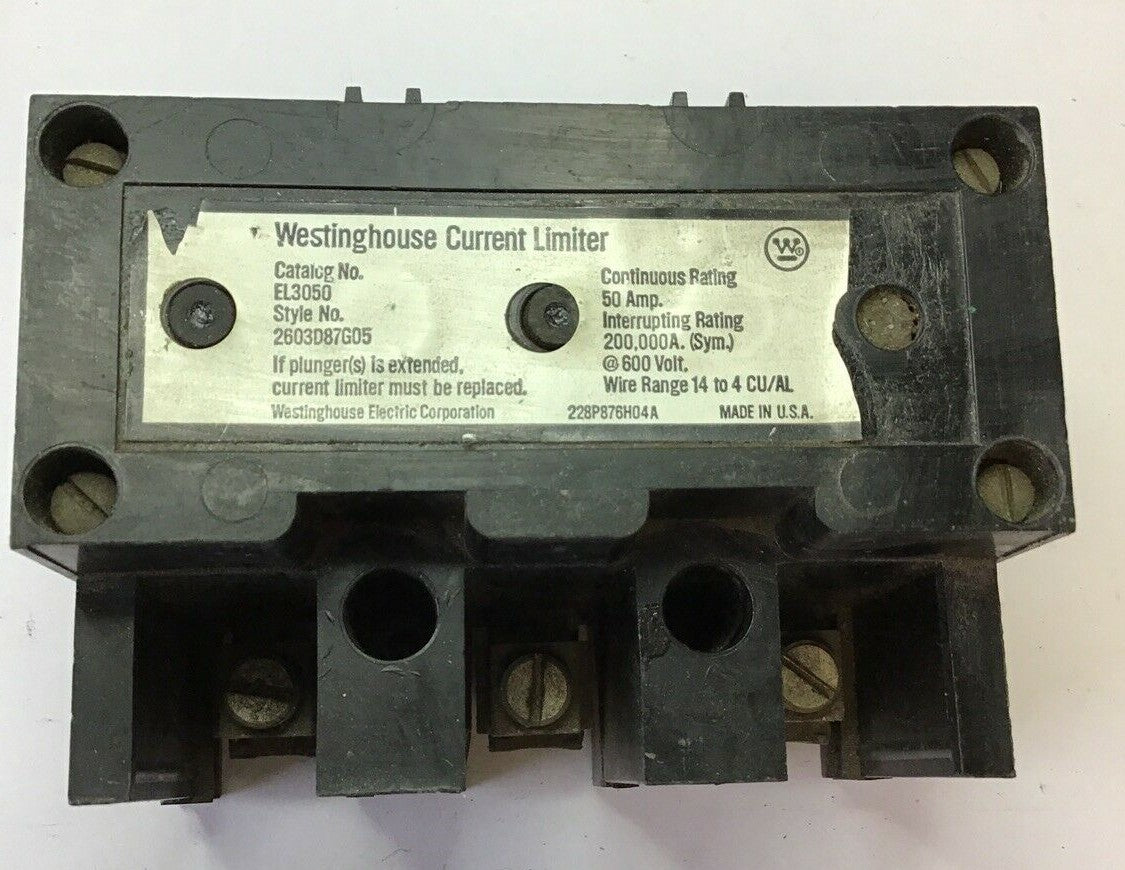 Westinghouse Current Limiter
W
Catalog No.
EL3050
Style No.
2603D87G05
If plunger(s) is extended,
current limiter must be replaced.
Continuous Rating
50 Amp.
Interrupting Rating
200,000A. (Sym.)
@ 600 Volt.
Wire Range 14 to 4 CU/AL
Westinghouse Electric Corporation
228P876H04A
MADE IN U.S.A.